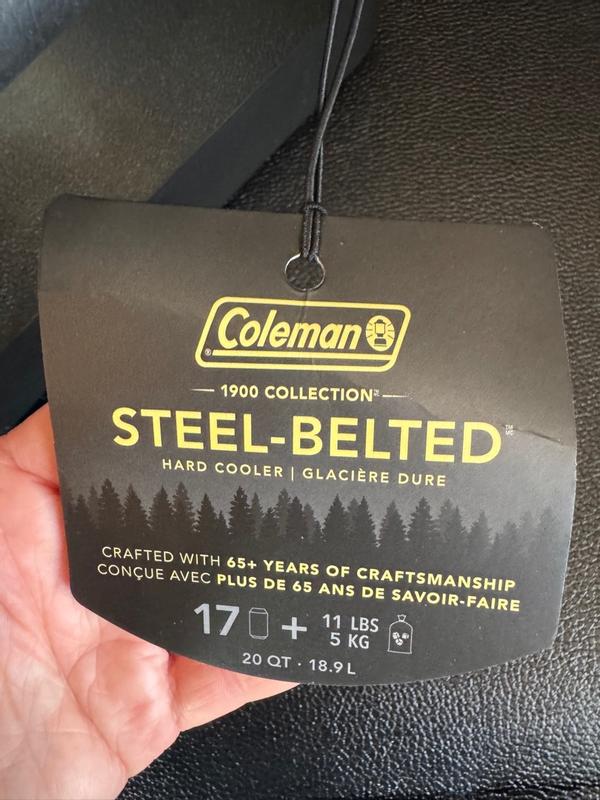 Coleman®
1900 COLLECTION
STEEL-BELTED™
HARD COOLER | GLACIÈRE DURE
CRAFTED WITH 65+ YEARS OF CRAFTSMANSHIP
CONÇUE AVEC PLUS DE 65 ANS DE SAVOIR-FAIRE
17 + 11 LBS
5 KG
20 QT · 18.9 L